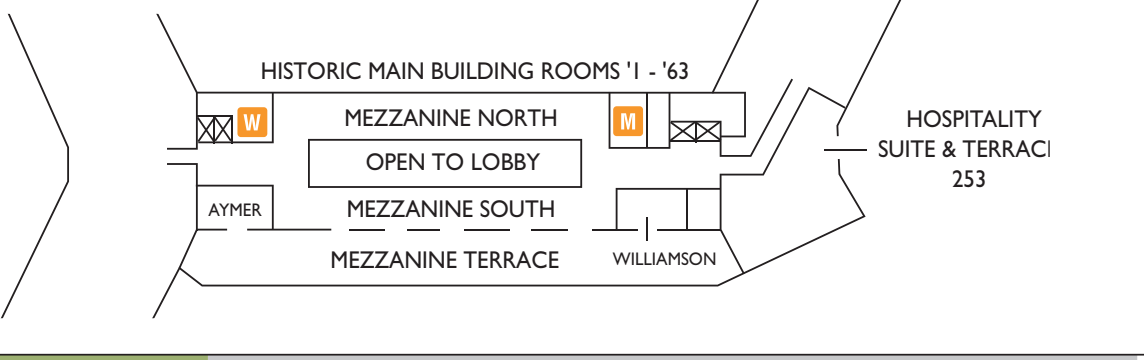 HISTORIC MAIN BUILDING ROOMS '1 - '63
W
MEZZANINE NORTH
M
OPEN TO LOBBY
HOSPITALITY
SUITE & TERRAC
253
AYMER
MEZZANINE SOUTH
MEZZANINE TERRACE
WILLIAMSON